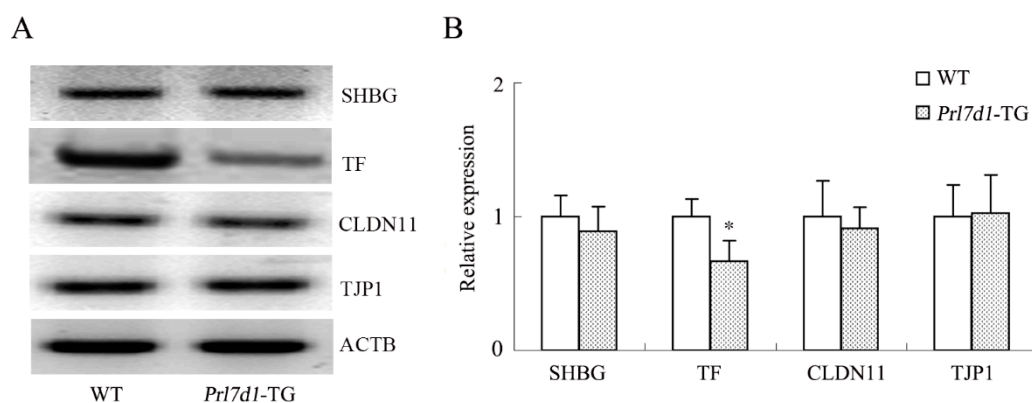 A
SHBG
TF
CLDN11
TJP1
ACTB
WT Prl7d1-TG
B
Relative expression
2
1
0
WT
Prl7d1-TG
*
SHBG TF CLDN11 TJP1